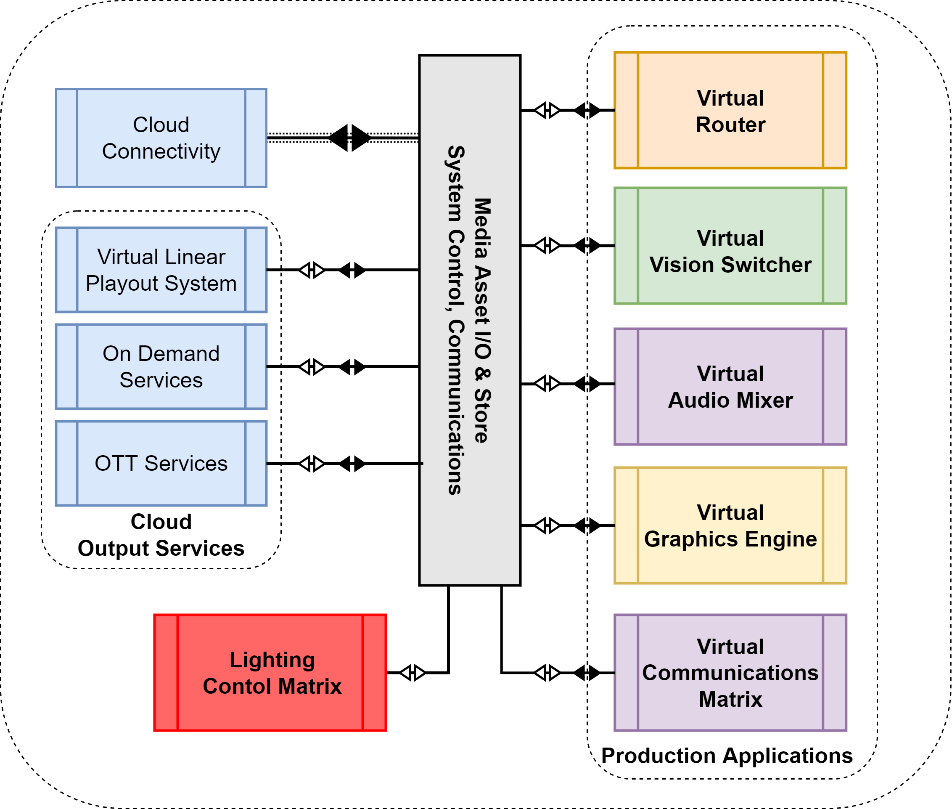 Cloud
Connectivity
Virtual Linear
Playout System
On Demand
Services
OTT Services
Cloud
Output Services
Lighting
Contol Matrix
Media Asset I/O & Store
System Control, Communications
Virtual
Router
Virtual
Vision Switcher
Virtual
Audio Mixer
Virtual
Graphics Engine
Virtual
Communications
Matrix
Production Applications